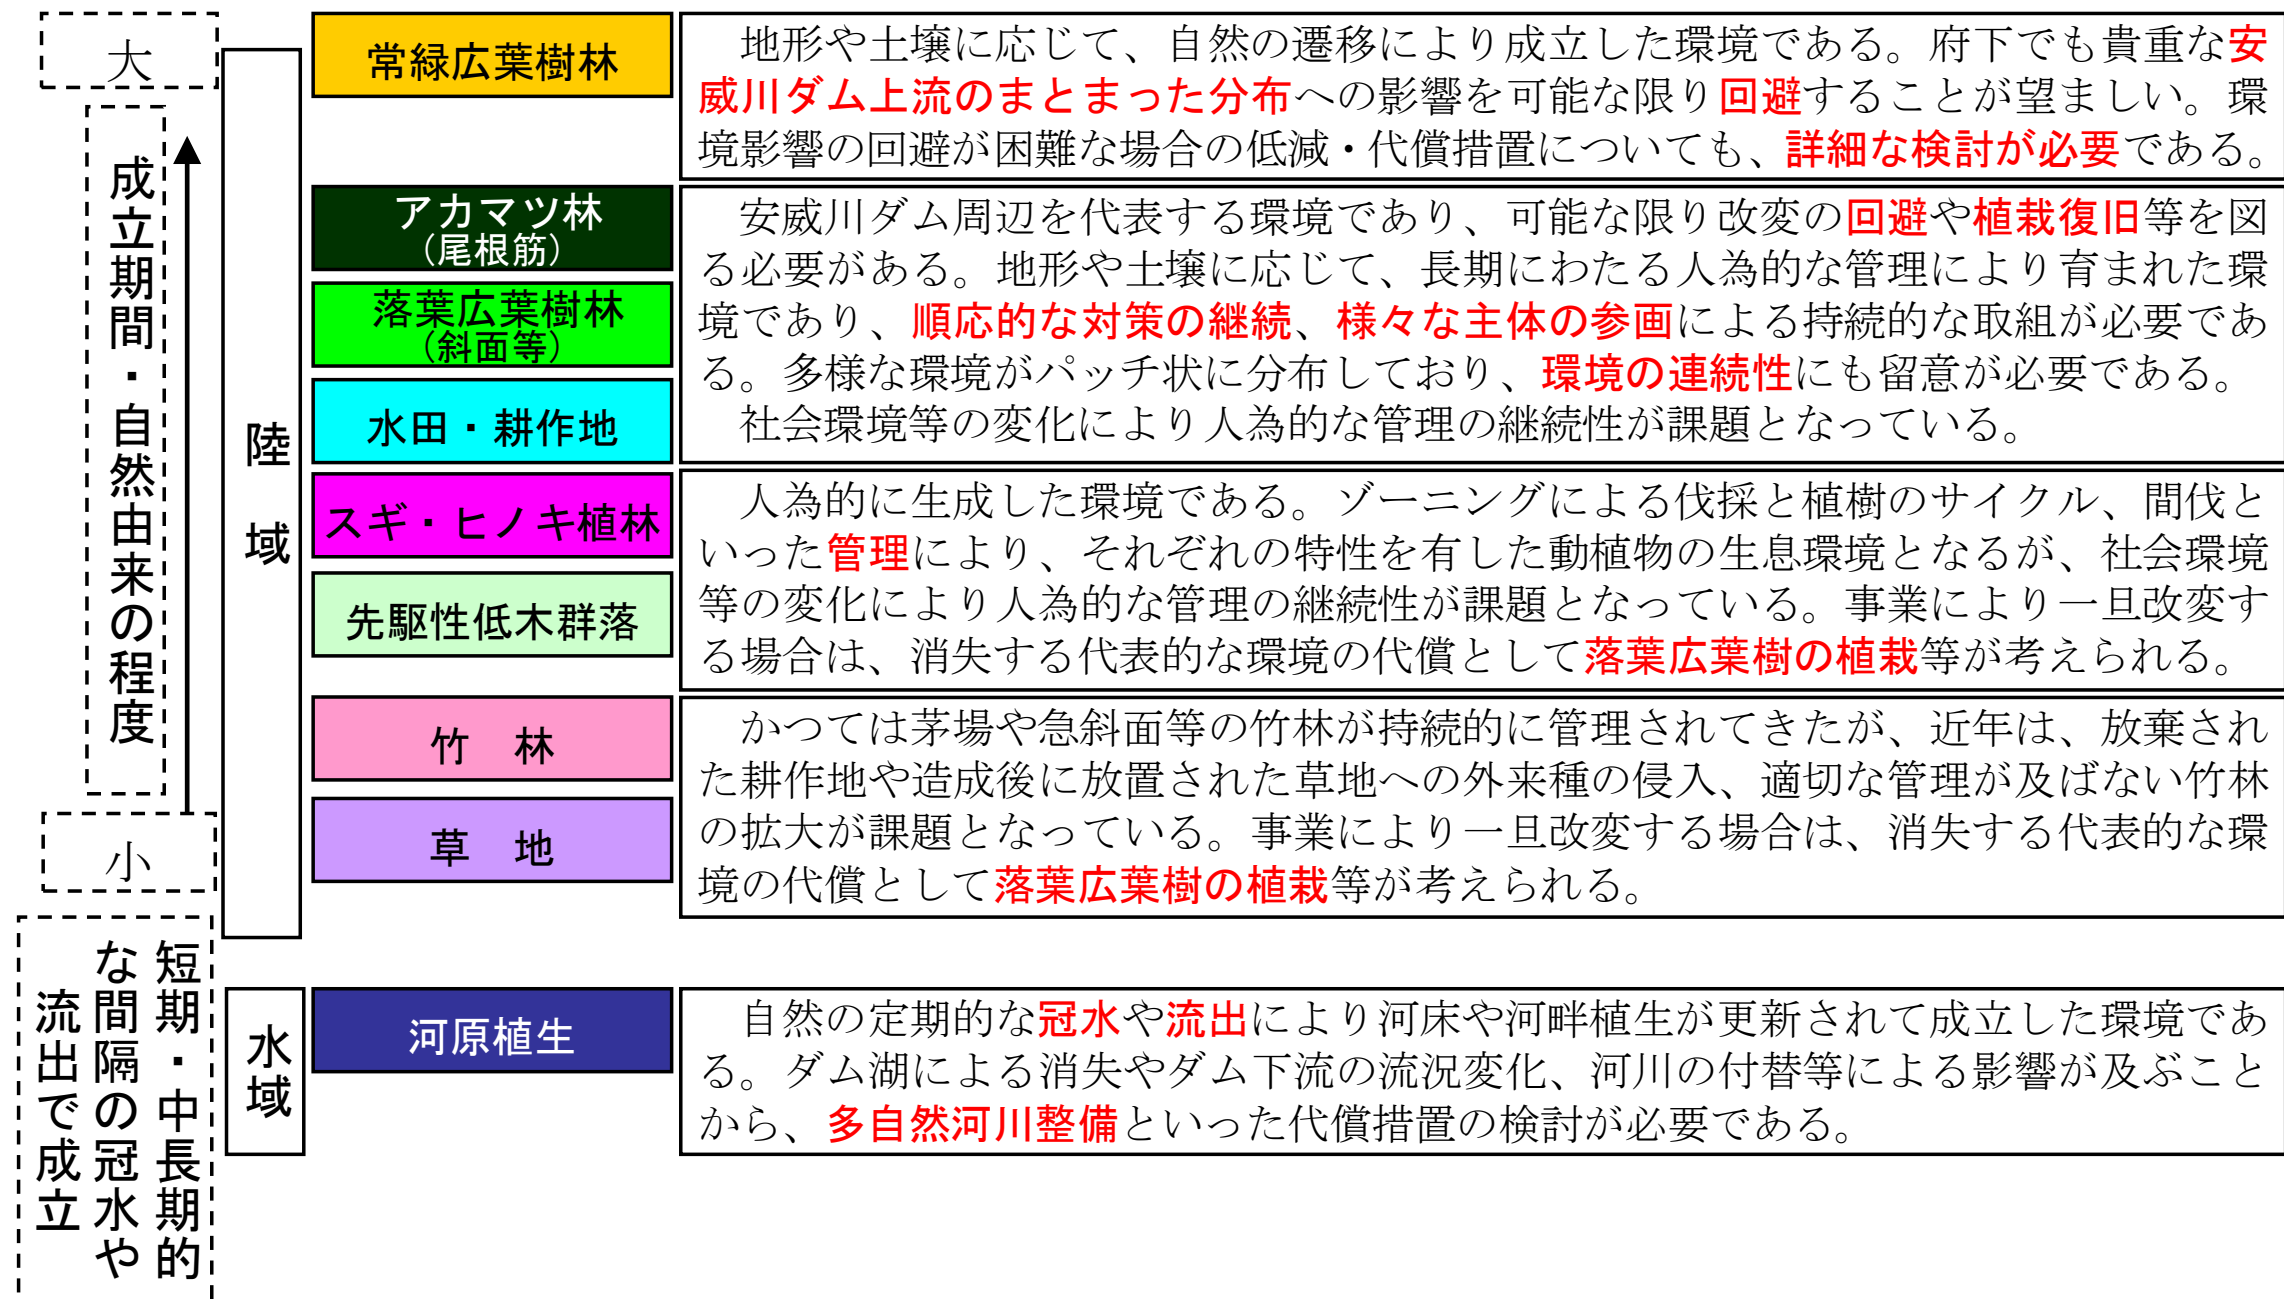 大
成立期間・自然由来の程度
小
短期・中長期的
な間隔の冠水や
流出で成立
陸域
常緑広葉樹林
地形や土壌に応じて、自然の遷移により成立した環境である。府下でも貴重な安
威川ダム上流のまとまった分布への影響を可能な限り回避することが望ましい。環
境影響の回避が困難な場合の低減・代償措置についても、詳細な検討が必要である。
アカマツ林
（尾根筋）
落葉広葉樹林
（斜面等）
水田・耕作地
安威川ダム周辺を代表する環境であり、可能な限り改変の回避や植栽復旧等を図
る必要がある。地形や土壌に応じて、長期にわたる人為的な管理により育まれた環
境であり、順応的な対策の継続、様々な主体の参画による持続的な取組が必要であ
る。多様な環境がパッチ状に分布しており、環境の連続性にも留意が必要である。
社会環境等の変化により人為的な管理の継続性が課題となっている。
スギ・ヒノキ植林
先駆性低木群落
人為的に生成した環境である。ゾーニングによる伐採と植樹のサイクル、間伐と
いった管理により、それぞれの特性を有した動植物の生息環境となるが、社会環境
等の変化により人為的な管理の継続性が課題となっている。事業により一旦改変す
る場合は、消失する代表的な環境の代償として落葉広葉樹の植栽等が考えられる。
竹　林
草　地
かつては茅場や急斜面等の竹林が持続的に管理されてきたが、近年は、放棄され
た耕作地や造成後に放置された草地への外来種の侵入、適切な管理が及ばない竹林
の拡大が課題となっている。事業により一旦改変する場合は、消失する代表的な環
境の代償として落葉広葉樹の植栽等が考えられる。
水域
河原植生
自然の定期的な冠水や流出により河床や河畔植生が更新されて成立した環境であ
る。ダム湖による消失やダム下流の流況変化、河川の付替等による影響が及ぶこと
から、多自然河川整備といった代償措置の検討が必要である。